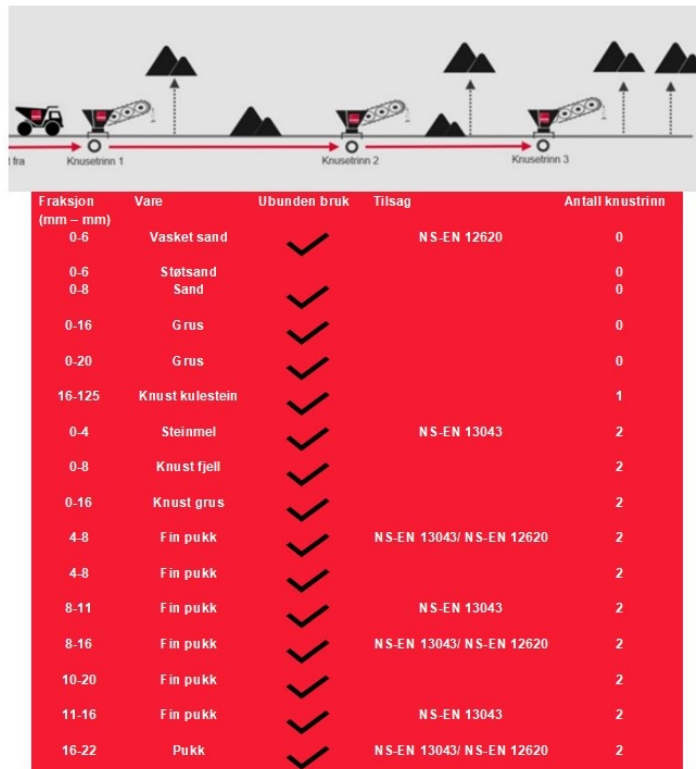 t fra
Knusetrinn 1
Knusetrinn 2
Knusetrinn 3
Fraksjon (mm – mm) Vare Ubunden bruk Tilsag Antall knustrinn
0-6 Vasket sand NS-EN 12620 0
0-6 Støtsand 0
0-8 Sand 0
0-16 Grus 0
0-20 Grus 0
16-125 Knust kulestein 1
0-4 Steinmel NS-EN 13043 2
0-8 Knust fjell 2
0-16 Knust grus 2
4-8 Fin pukk NS-EN 13043/ NS-EN 12620 2
4-8 Fin pukk 2
8-11 Fin pukk NS-EN 13043 2
8-16 Fin pukk NS-EN 13043/ NS-EN 12620 2
10-20 Fin pukk 2
11-16 Fin pukk NS-EN 13043 2
16-22 Pukk NS-EN 13043/ NS-EN 12620 2